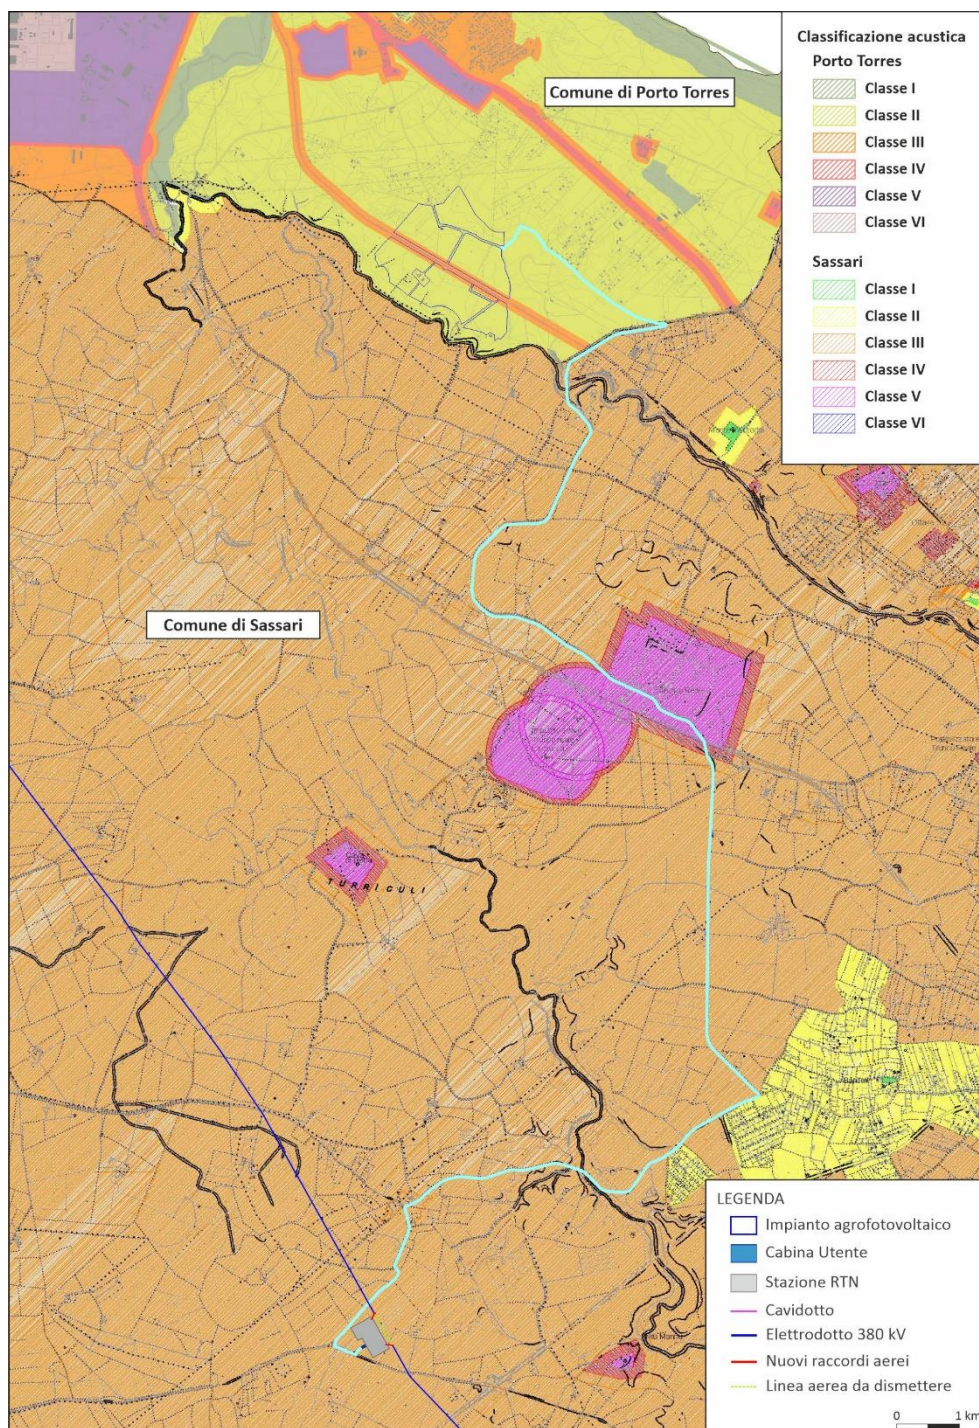 Classificazione acustica
Porto Torres
Classe I
Classe II
Classe III
Classe IV
Classe V
Classe VI
Sassari
Classe I
Classe II
Classe III
Classe IV
Classe V
Classe VI
Comune di Porto Torres
Comune di Sassari
TURRICULI
LEGENDA
Impianto agrofotovoltaico
Cabina Utente
Stazione RTN
Cavidotto
Elettrodotto 380 kV
Nuovi raccordi aerei
Linea aerea da dismettere
0 1 km